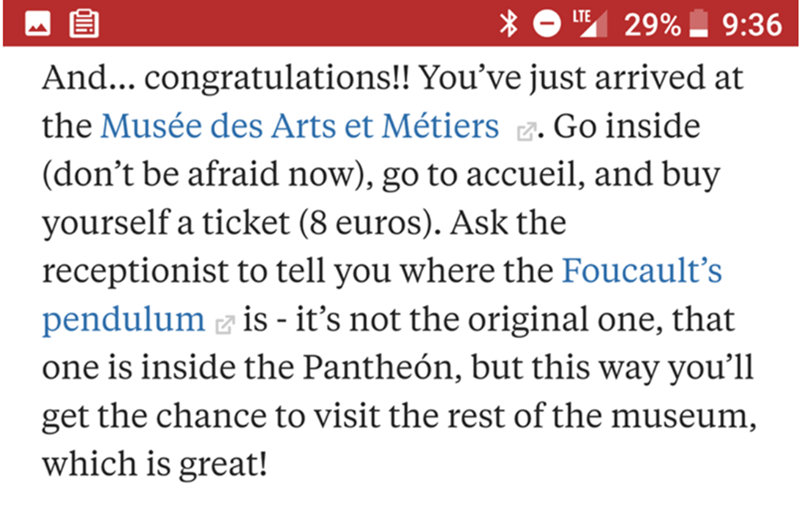 LTE 29% 9:36
And... congratulations!! You’ve just arrived at
the Musée des Arts et Métiers . Go inside
(don’t be afraid now), go to accueil, and buy
yourself a ticket (8 euros). Ask the
receptionist to tell you where the Foucault’s
pendulum is - it’s not the original one, that
one is inside the Pantheón, but this way you’ll
get the chance to visit the rest of the museum,
which is great!